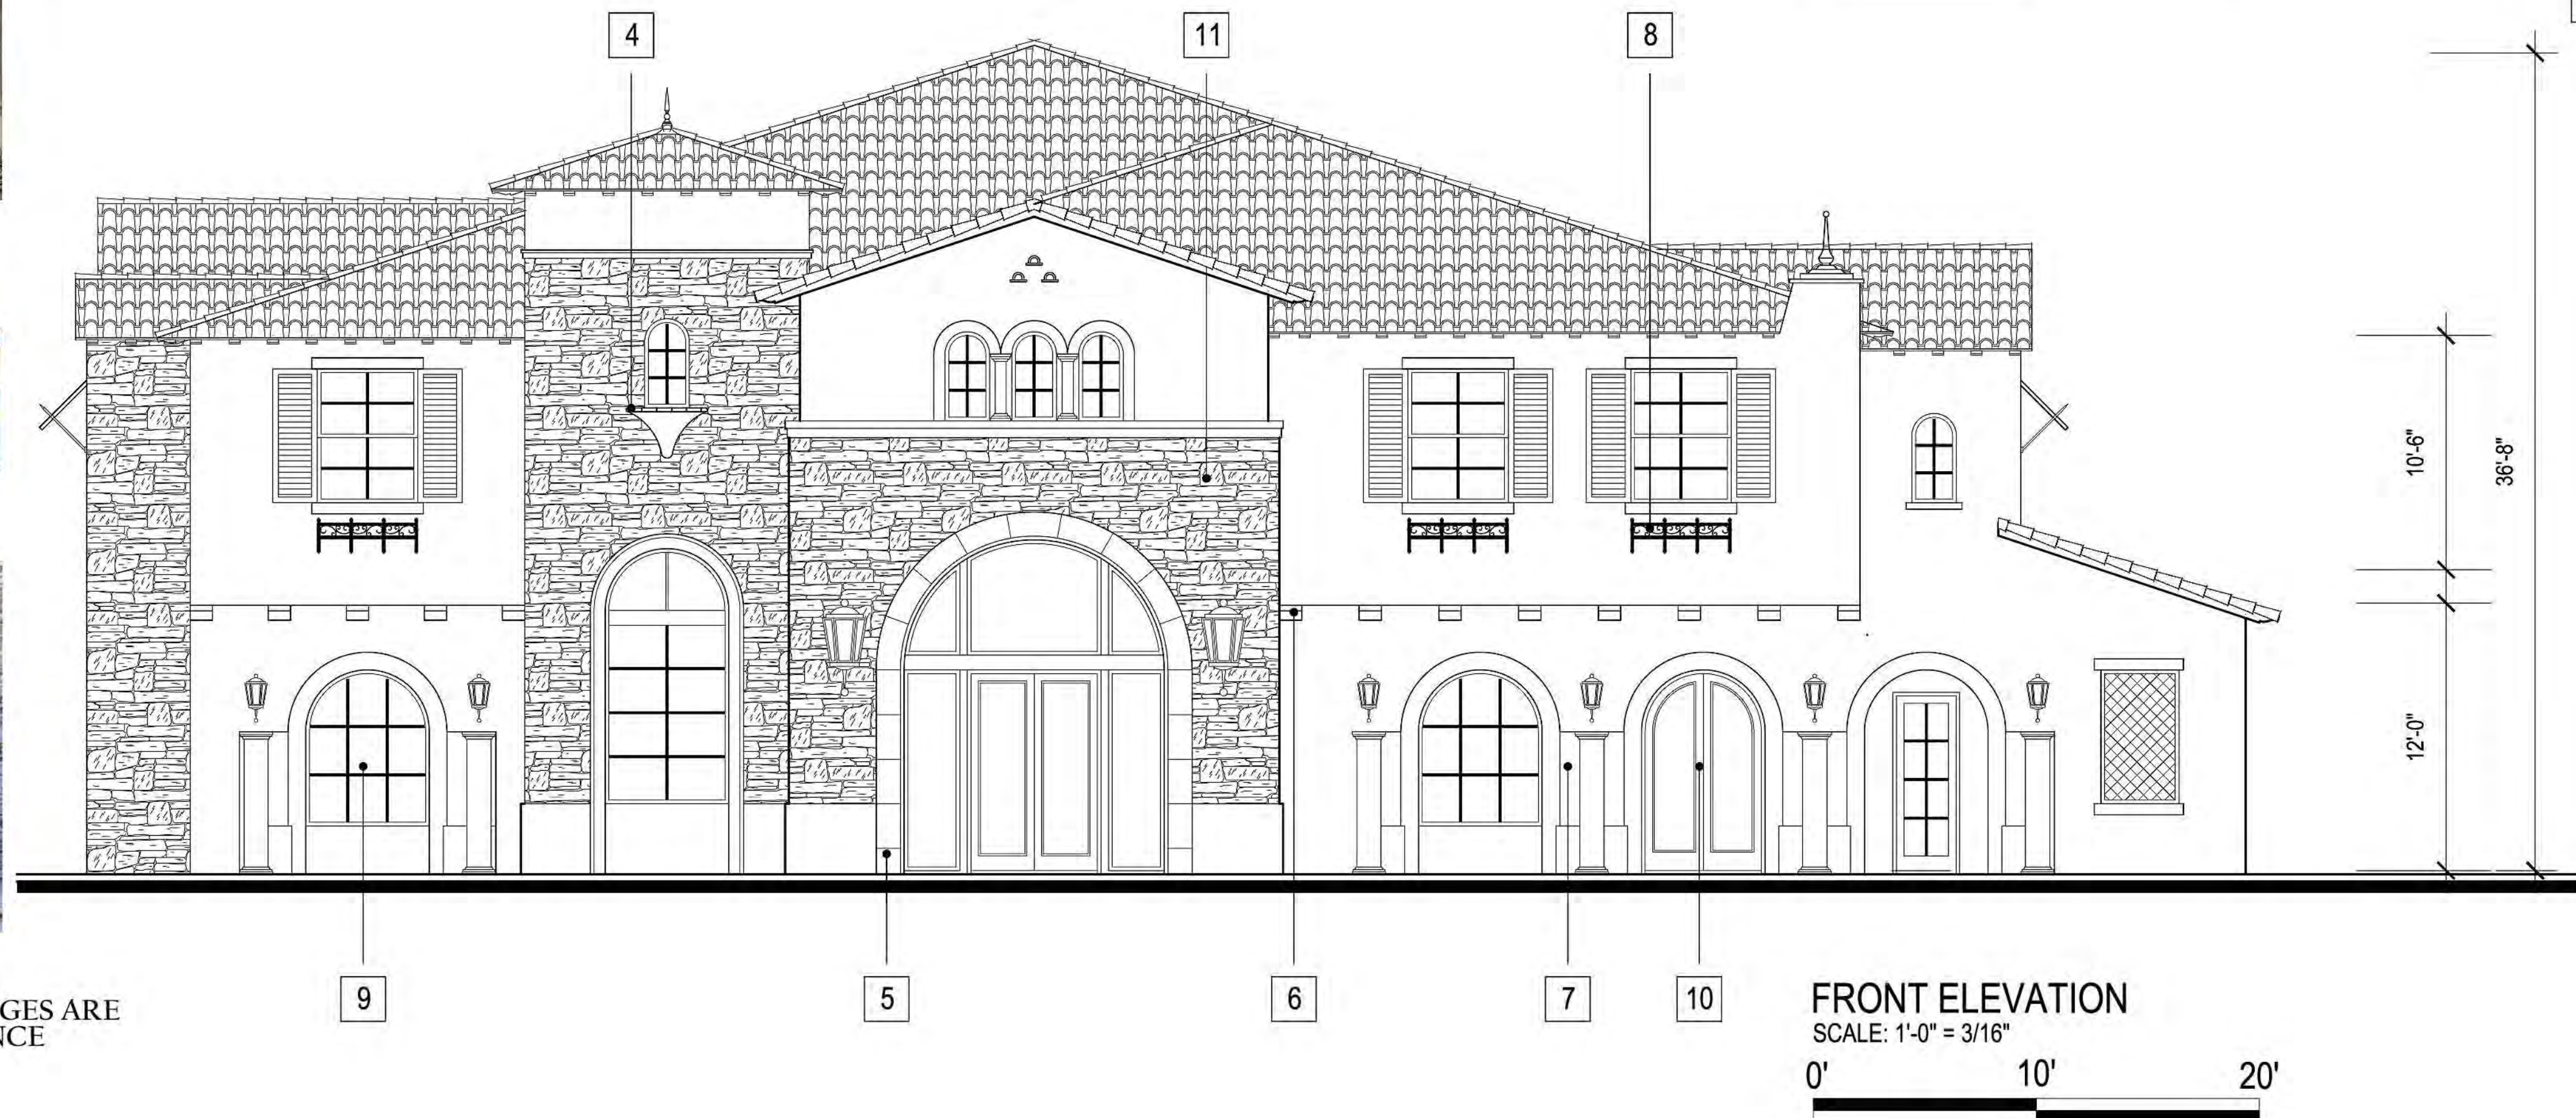 4
11
8
10'-6"
36'-8"
12'-0"
9
5
6
7
10
GES ARE
NCE
FRONT ELEVATION
SCALE: 1'-0" = 3/16"
0' 10' 20'